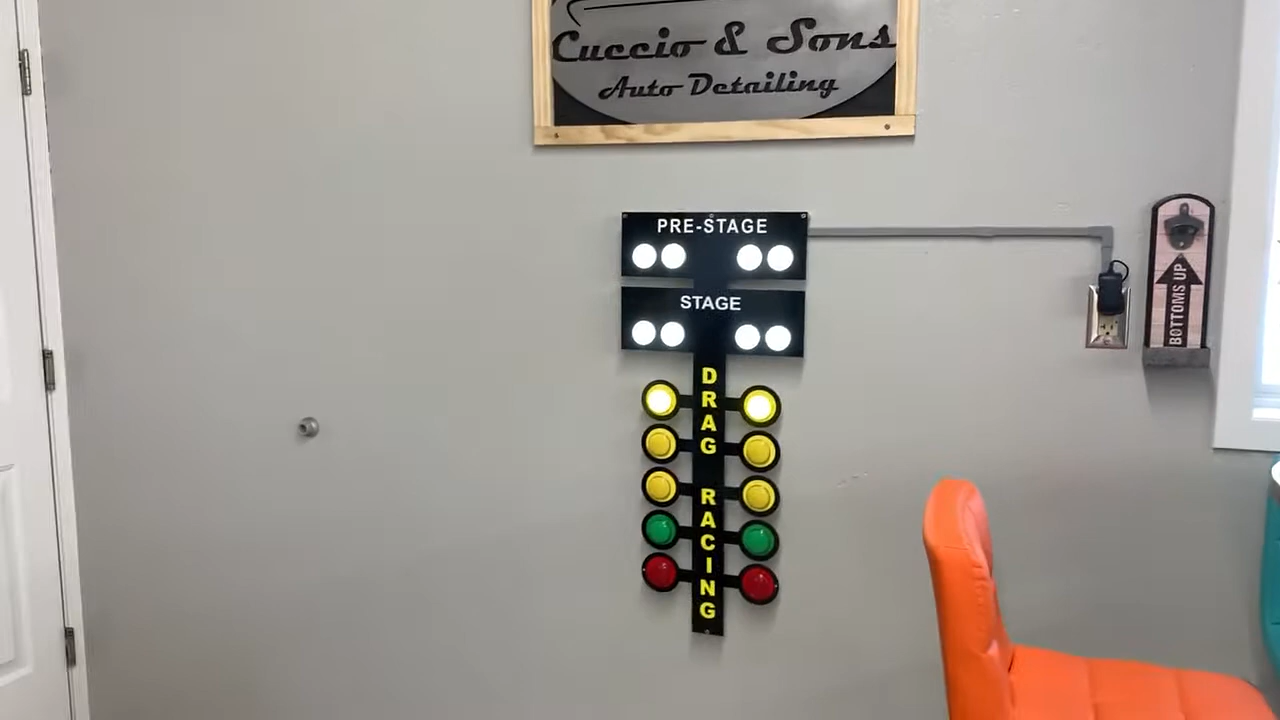 Cuccio & Sons
Auto Detailing
PRE-STAGE
STAGE
DRAG RACING
BOTTOMS UP